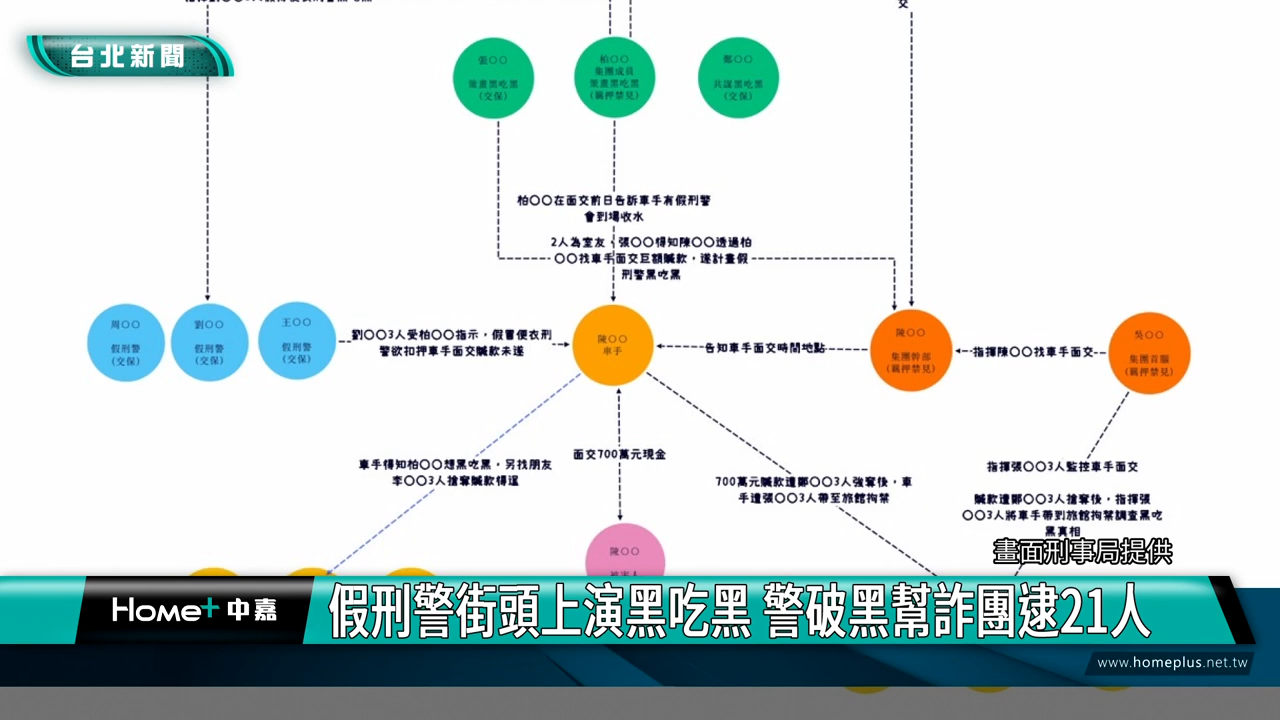 交
台北新聞
張〇〇
策畫黑吃黑
(交保)
柏〇〇
集團成員
策畫黑吃黑
(羈押禁見)
鄭〇〇
共謀黑吃黑
(交保)
柏〇〇在面交前日告訴車手有假刑警
會到場收水
2人為室友，張〇〇得知陳〇〇透過柏
〇〇找車手面交巨額贓款，遂計畫假
刑警黑吃黑
周〇〇
假刑警
(交保)
劉〇〇
假刑警
(交保)
王〇〇
假刑警
(交保)
劉〇〇3人受柏〇〇指示，假冒便衣刑
警欲扣押車手面交贓款未遂
陳〇〇
車手
告知車手面交時間地點
陳〇〇
集團幹部
(羈押禁見)
指揮陳〇〇找車手面交
吳〇〇
集團首腦
(羈押禁見)
車手得知柏〇〇想黑吃黑，另找朋友
李〇〇3人搶奪贓款得逞
面交700萬元現金
700萬元贓款遭鄭〇〇3人強奪後，車
手遭張〇〇3人帶至旅館拘禁
指揮張〇〇3人監控車手面交
贓款遭鄭〇〇3人搶奪後，指揮張
〇〇3人將車手帶到旅館拘禁調查黑吃
黑真相
陳〇〇
畫面刑事局提供
Home+中嘉
假刑警街頭上演黑吃黑 警破黑幫詐團逮21人
www.homeplus.net.tw